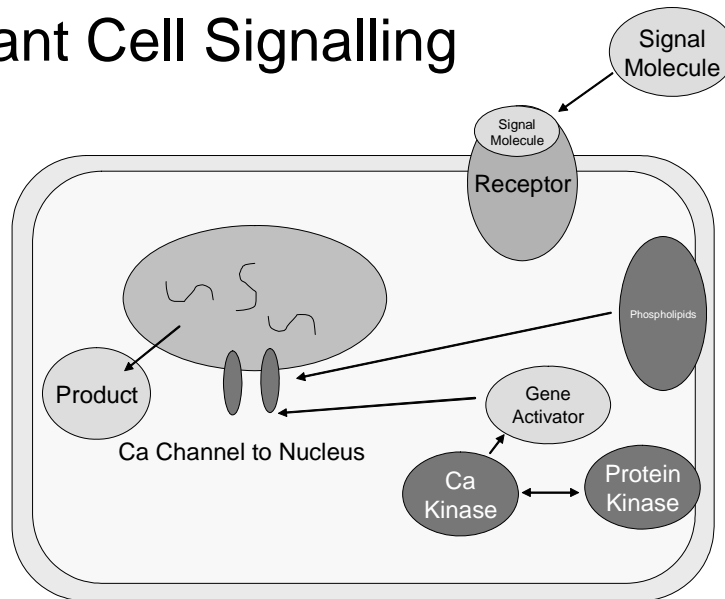 ant Cell Signalling
Signal
Molecule
Signal
Molecule
Receptor
Phospholipids
Product
Gene
Activator
Ca Channel to Nucleus
Ca
Kinase
Protein
Kinase